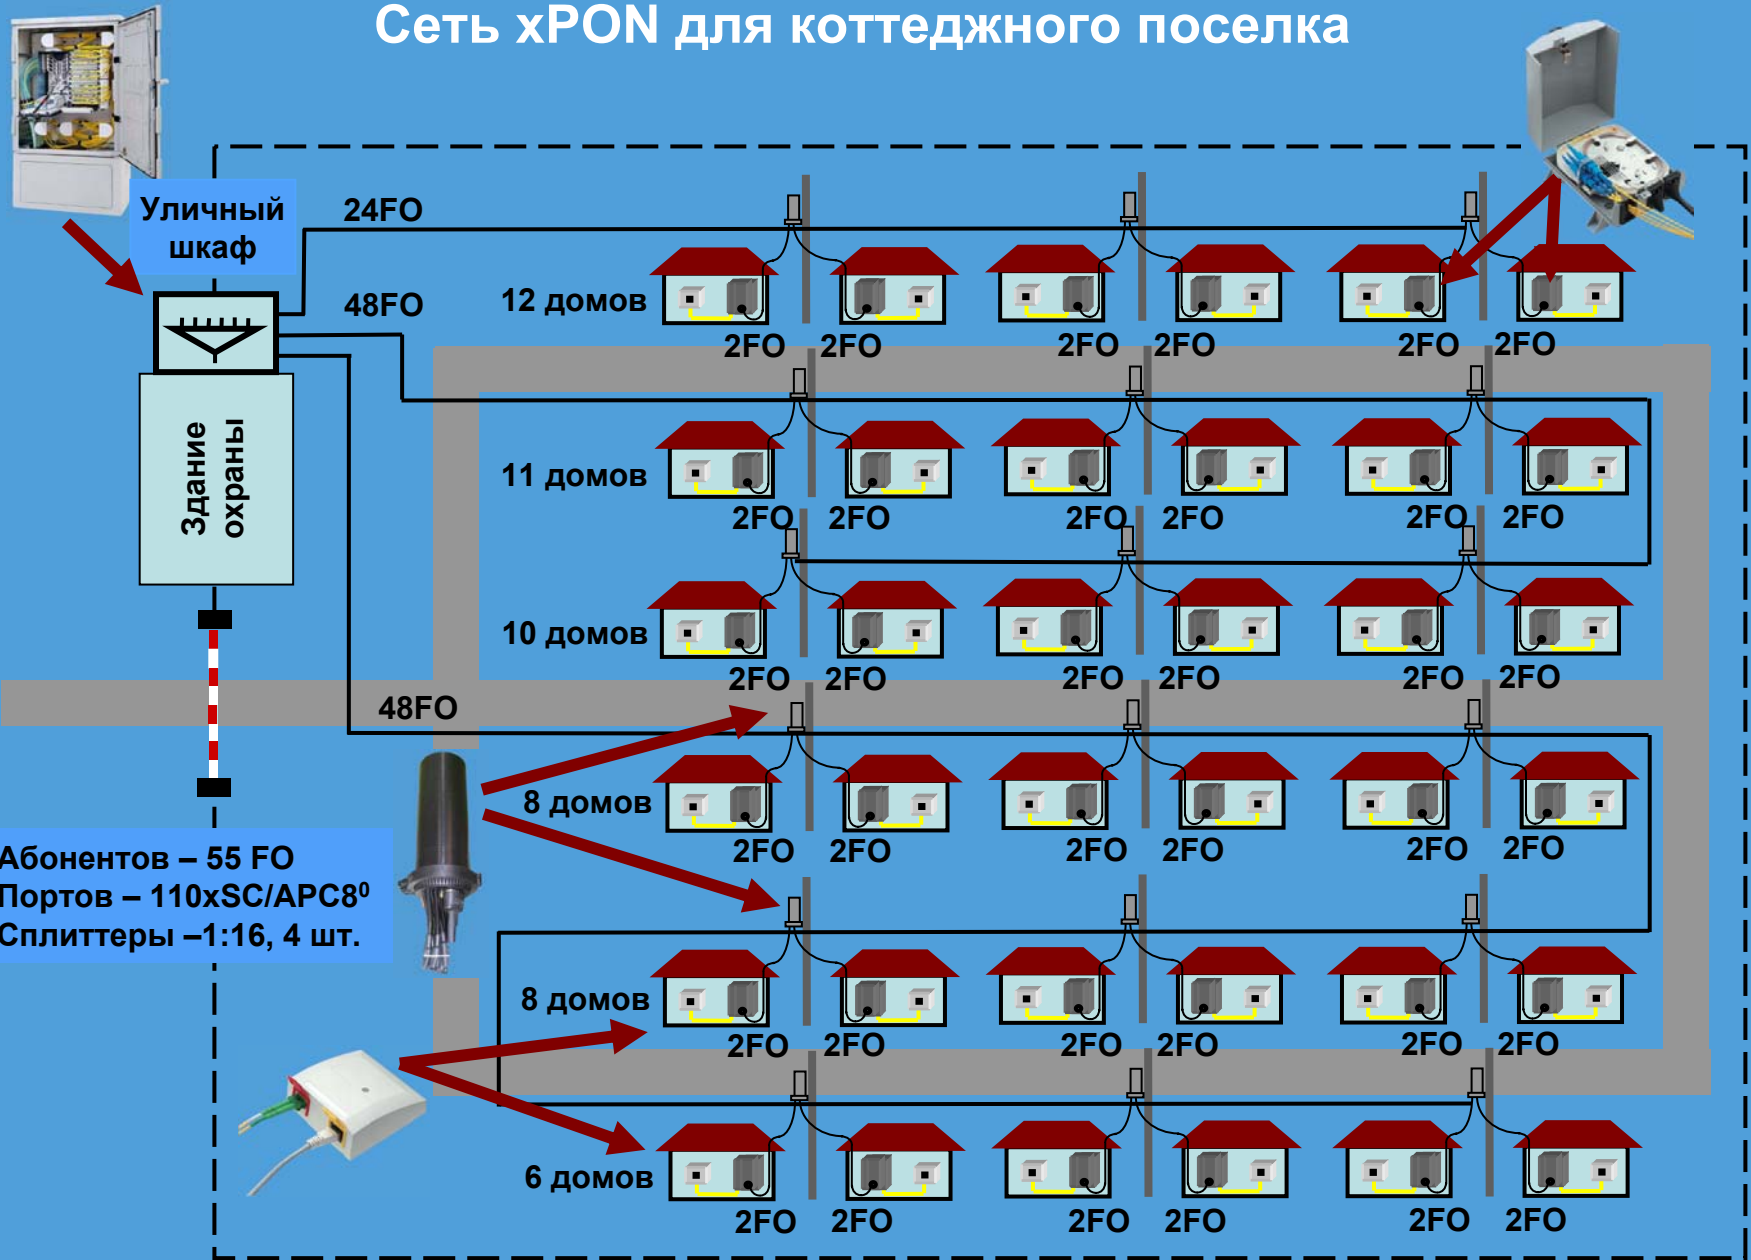 Сеть xPON для коттеджного поселка
Уличный
шкаф
24FO
48FO
12 домов
2FO 2FO 2FO 2FO 2FO 2FO
Здание
охраны
11 домов
2FO 2FO 2FO 2FO 2FO 2FO
10 домов
2FO 2FO 2FO 2FO 2FO 2FO
48FO
8 домов
2FO 2FO 2FO 2FO 2FO 2FO
Абонентов – 55 FO
Портов – 110xSC/APC8⁰
Сплиттеры –1:16, 4 шт.
8 домов
2FO 2FO 2FO 2FO 2FO 2FO
6 домов
2FO 2FO 2FO 2FO 2FO 2FO